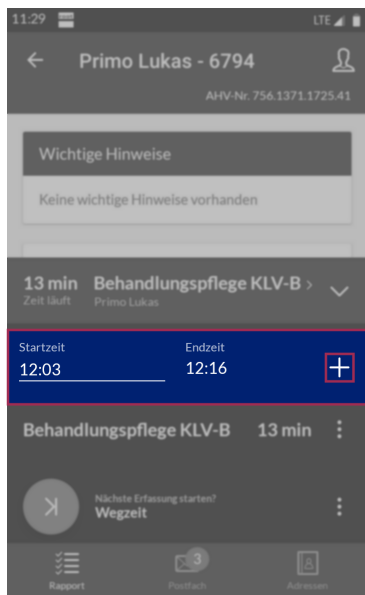 11:29 LTE
Primo Lukas - 6794
AHV-Nr. 756.1371.1725.41
Wichtige Hinweise
Keine wichtige Hinweise vorhanden
13 min Behandlungspflege KLV-B >
Zeit läuft Primo Lukas
Startzeit Endzeit
12:03 12:16
Behandlungspflege KLV-B 13 min
Nächste Erfassung starten?
Wegzeit
3
Rapport Postfach Adressen